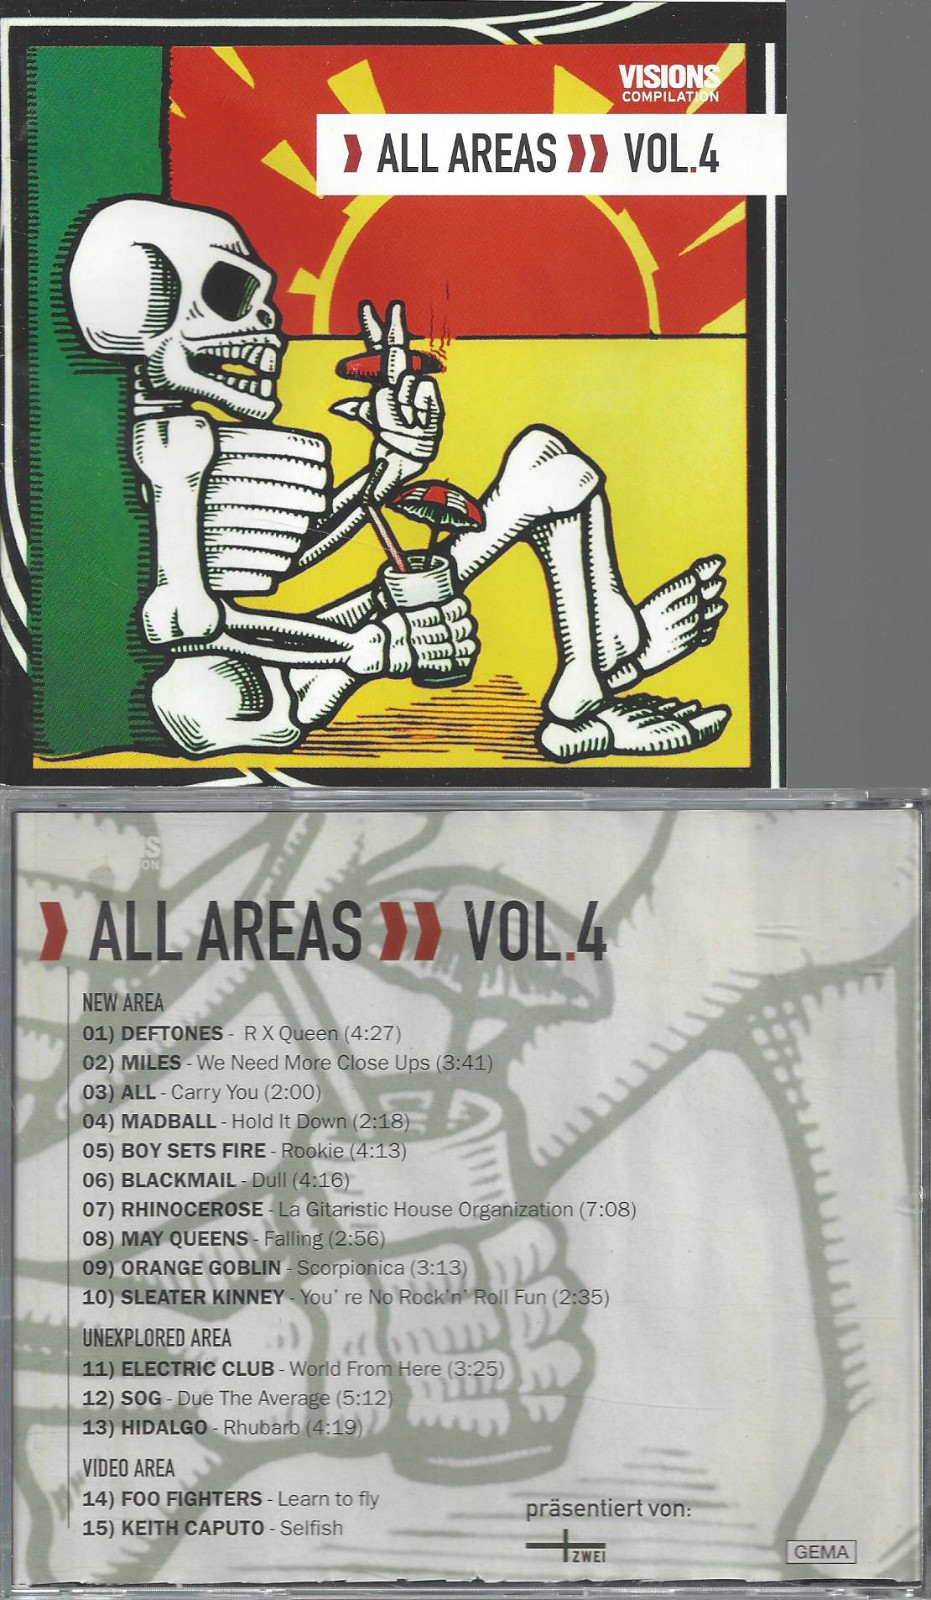 VISIONS
COMPILATION
ALL AREAS VOL.4
S
ON
ALL AREAS VOL.4
NEW AREA
01) DEFTONES - R X Queen (4:27)
02) MILES - We Need More Close Ups (3:41)
03) ALL - Carry You (2:00)
04) MADBALL - Hold It Down (2:18)
05) BOY SETS FIRE - Rookie (4:13)
06) BLACKMAIL - Dull (4:16)
07) RHINOCEROSE - La Gitaristic House Organization (7:08)
08) MAY QUEENS - Falling (2:56)
09) ORANGE GOBLIN - Scorpionica (3:13)
10) SLEATER KINNEY - You' re No Rock'n' Roll Fun (2:35)
UNEXPLORED AREA
11) ELECTRIC CLUB - World From Here (3:25)
12) SOG - Due The Average (5:12)
13) HIDALGO - Rhubarb (4:19)
VIDEO AREA
14) FOO FIGHTERS - Learn to fly
15) KEITH CAPUTO - Selfish
präsentiert von:
ZWEI
GEMA